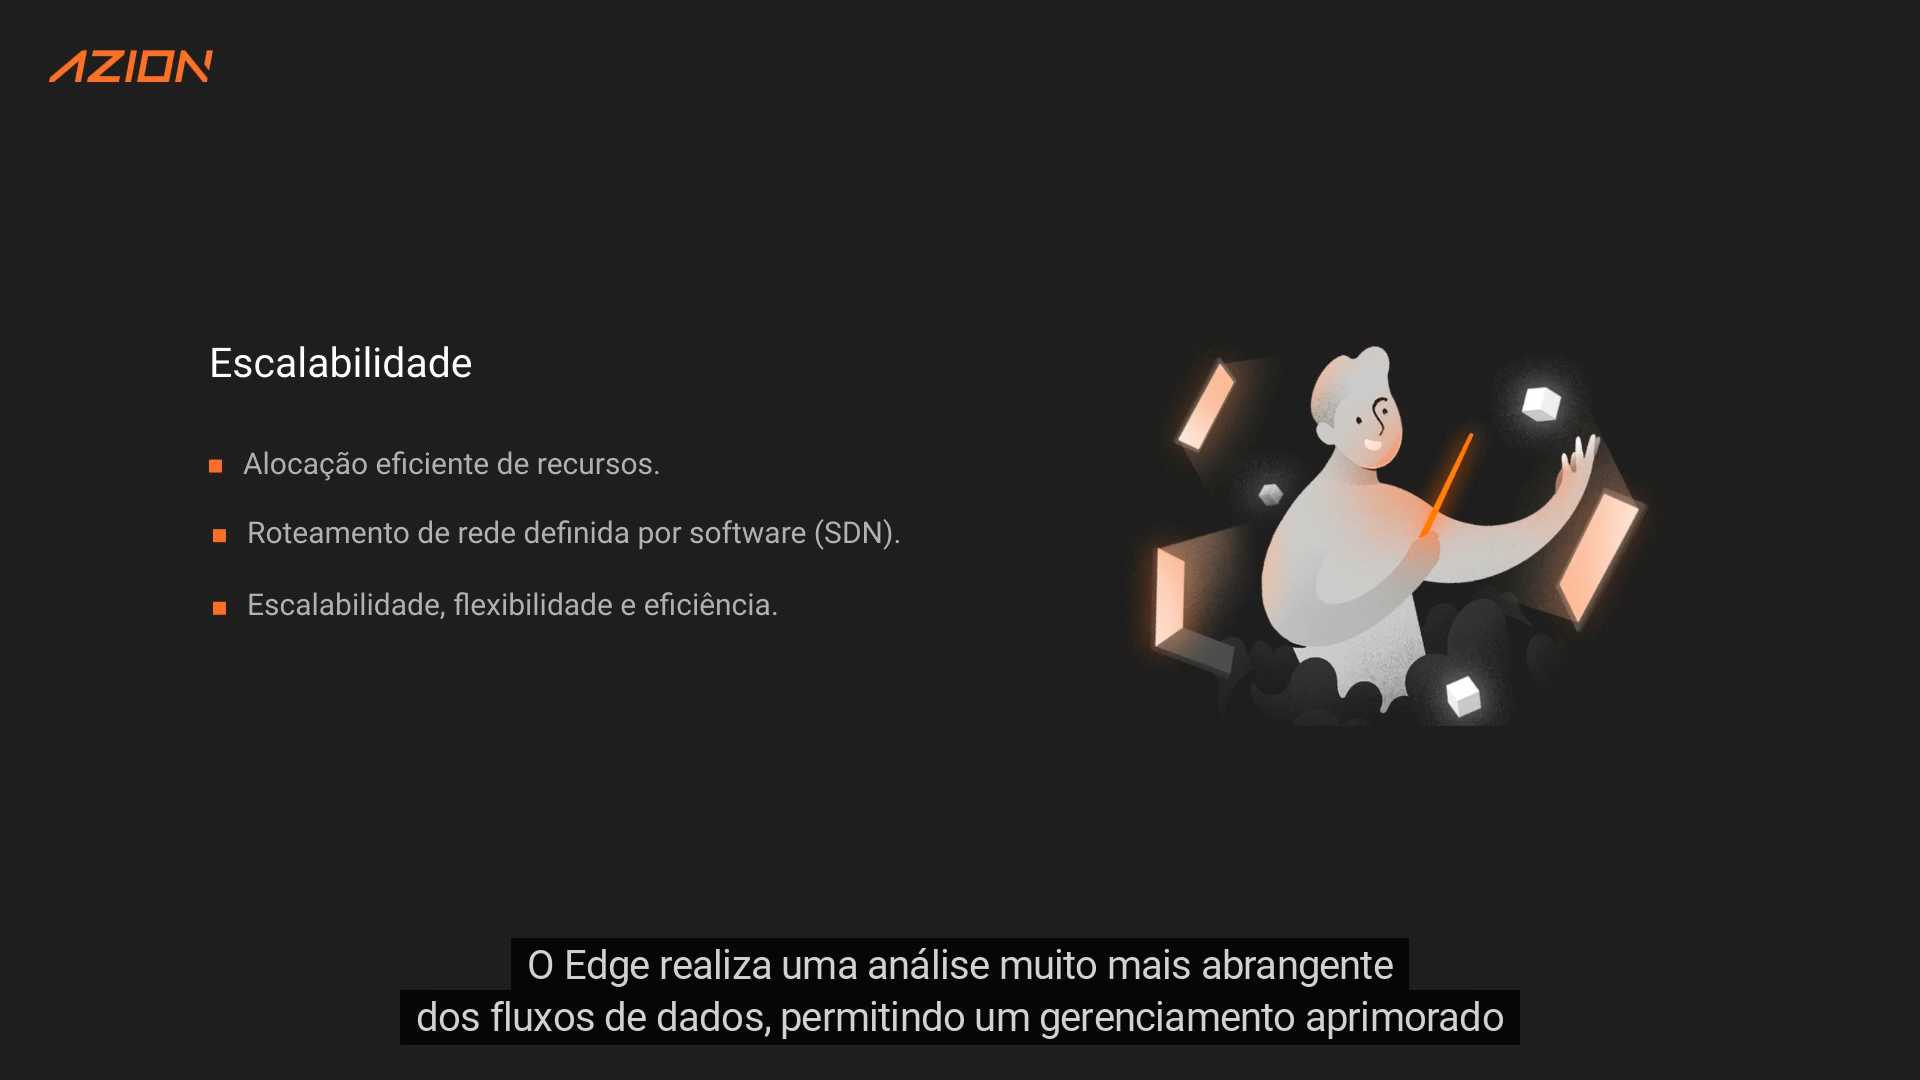 AZION
Escalabilidade
Alocação eficiente de recursos.
Roteamento de rede definida por software (SDN).
Escalabilidade, flexibilidade e eficiência.
O Edge realiza uma análise muito mais abrangente
dos fluxos de dados, permitindo um gerenciamento aprimorado